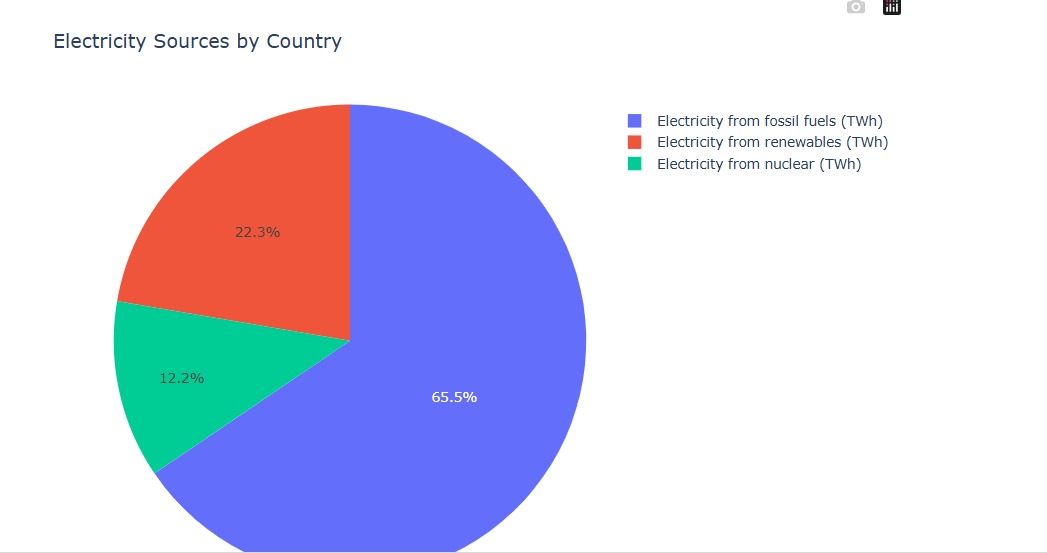 Electricity Sources by Country
Electricity from fossil fuels (TWh)
Electricity from renewables (TWh)
Electricity from nuclear (TWh)
22.3%
12.2%
65.5%